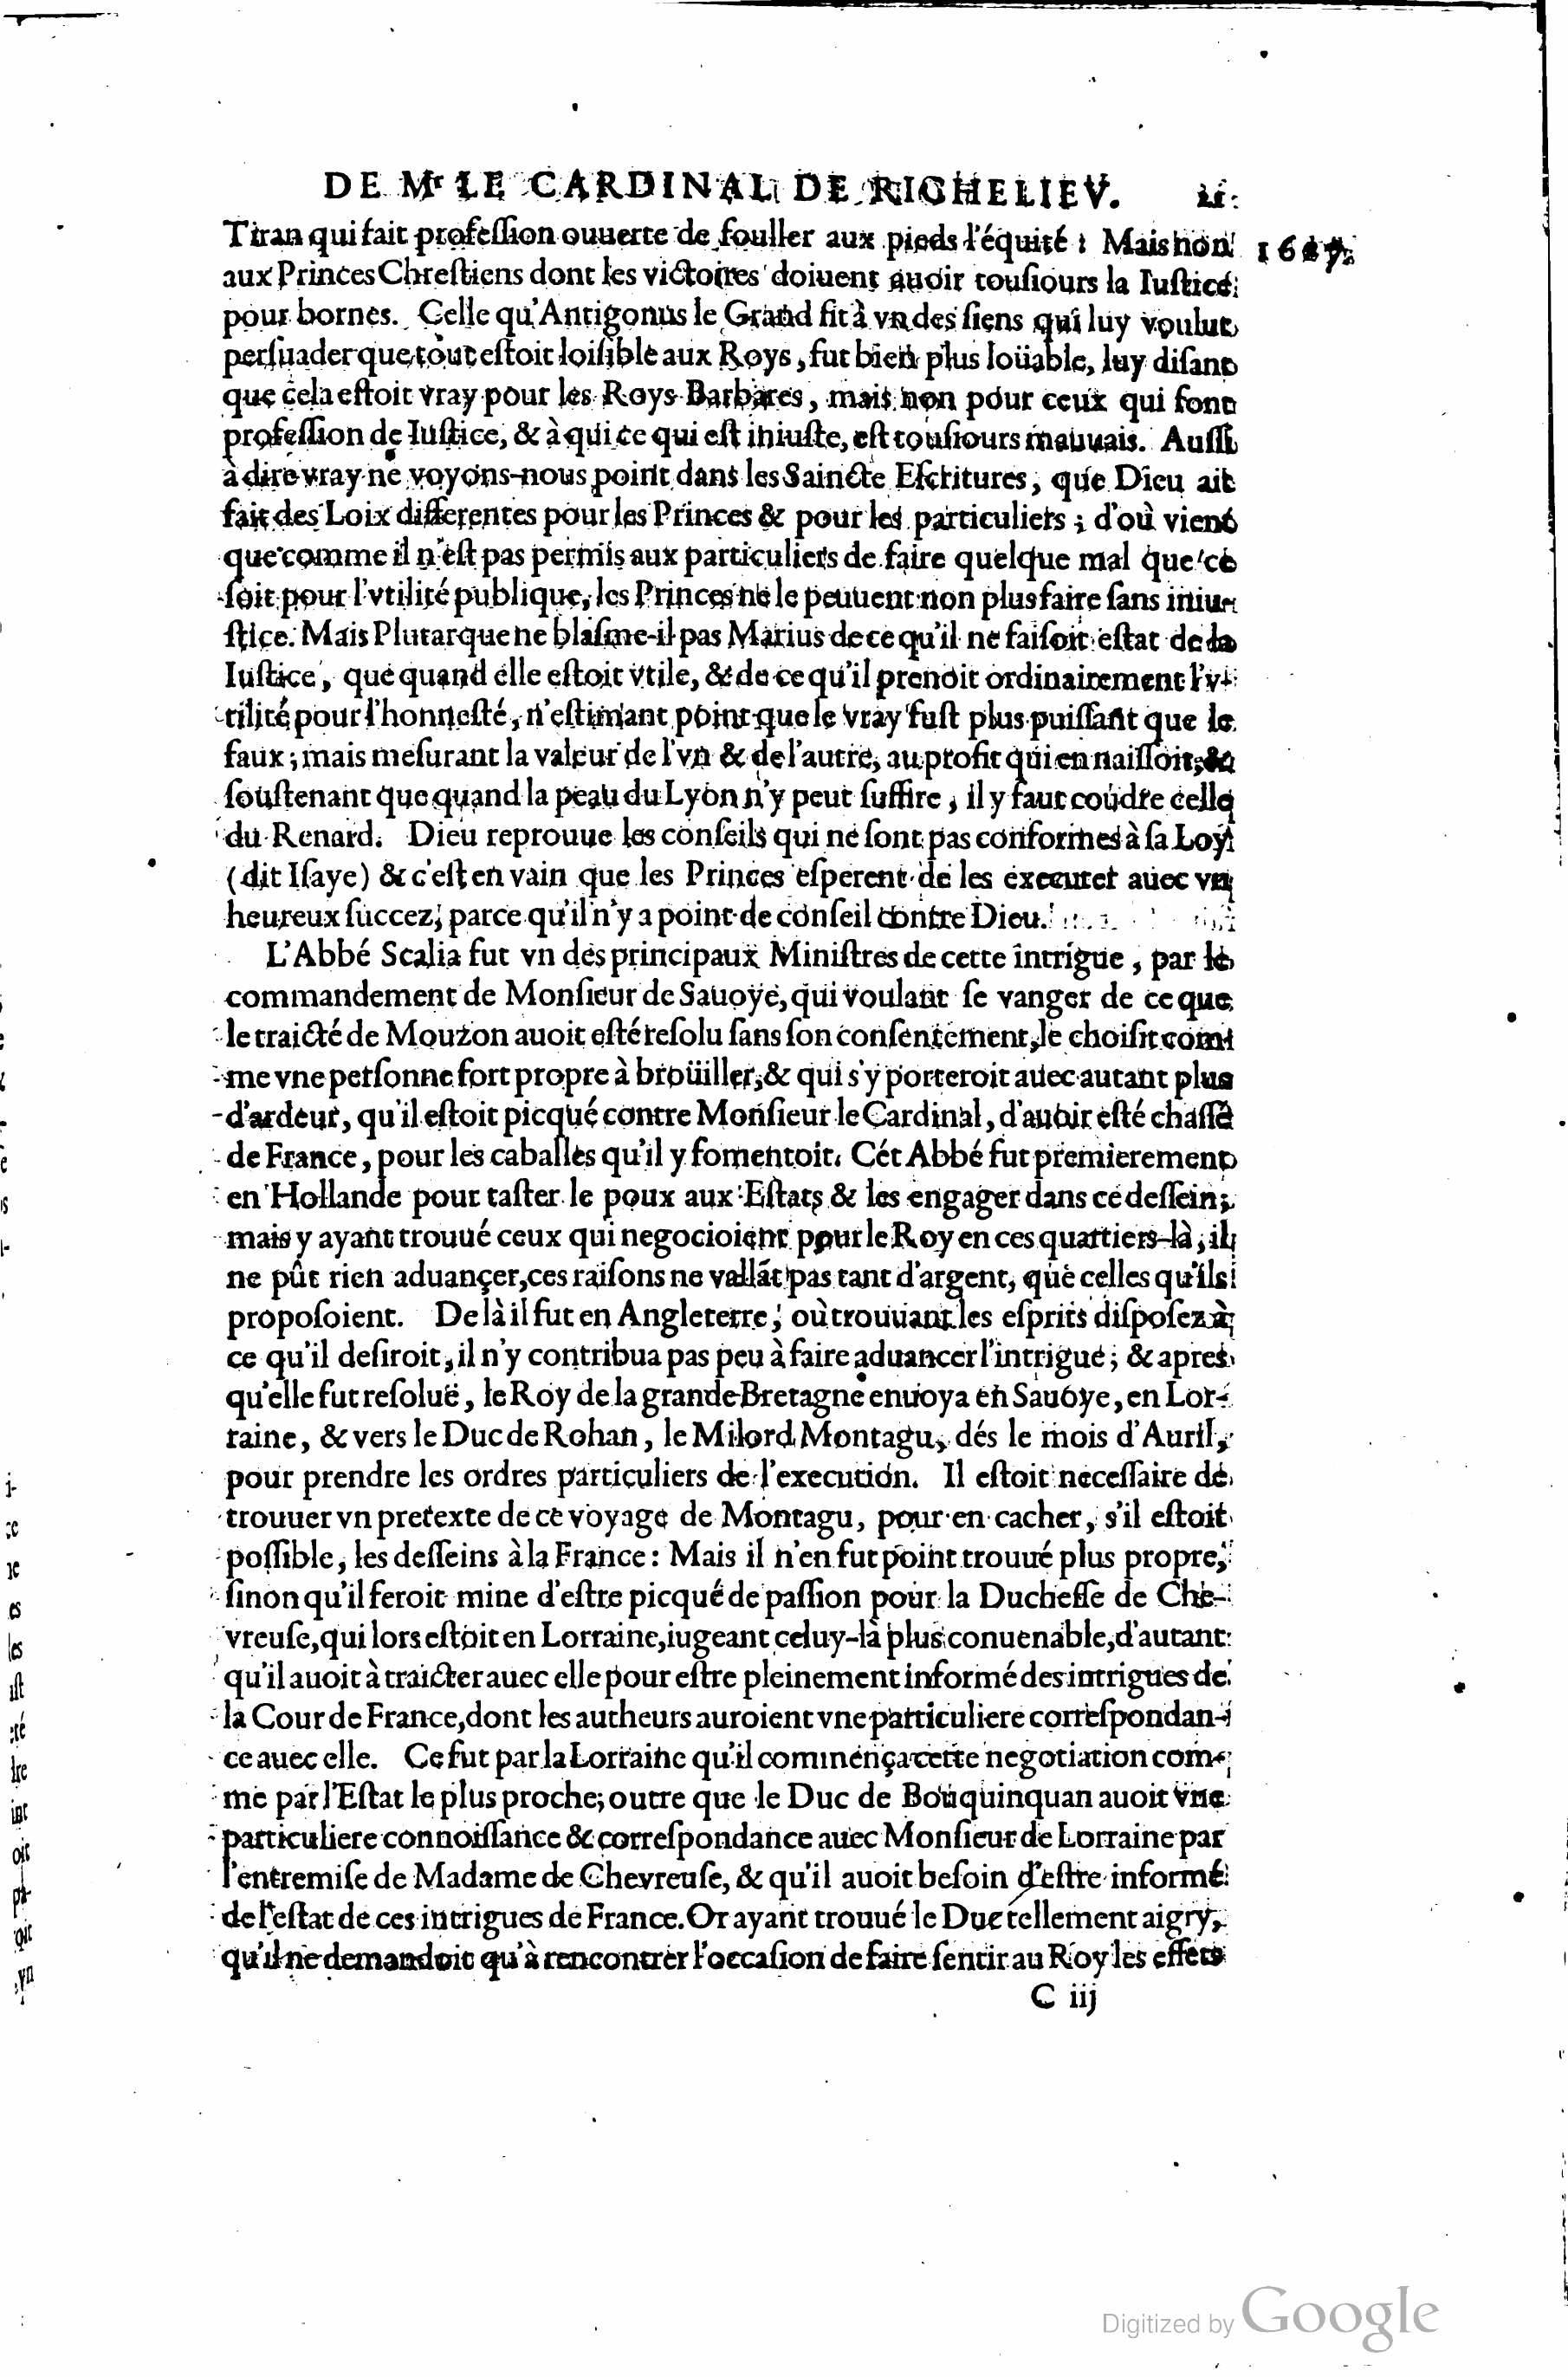 DE Mr LE CARDINAL DE RICHELIEV. 21
Tiran qui fait profeſſion ouuerte de fouller aux pieds l'équité : Mais non 1627.
aux Princes Chreſtiens dont les victoires doiuent auoir touſiours la Iuſtice
pour bornes. Celle qu'Antigonus le Grand fit à vn des ſiens qui luy voulut
perſuader que tout eſtoit loiſible aux Roys, fut bien plus loüable, luy diſant
que cela eſtoit vray pour les Roys Barbares, mais non pour ceux qui font
profeſſion de Iuſtice, & à qui ce qui eſt iniuſte, eſt touſiours mauuais. Auſſi
à dire vray ne voyons-nous point dans les Saincte Eſcritures, que Dieu ait
fait des Loix differentes pour les Princes & pour les particuliers ; d'où vient
que comme il n'eſt pas permis aux particuliers de faire quelque mal que ce
ſoit pour l'vtilité publique, les Princes ne le peuuent non plus faire ſans iniu-
ſtice. Mais Plutarque ne blaſme-il pas Marius de ce qu'il ne faiſoit eſtat de la
Iuſtice, que quand elle eſtoit vtile, & de ce qu'il prenoit ordinairement l'v-
tilité pour l'honneſté, n'eſtimant point que le vray fuſt plus puiſſant que le
faux ; mais meſurant la valeur de l'vn & de l'autre, au profit qui en naiſſoit, &
ſouſtenant que quand la peau du Lyon n'y peut ſuffire, il y faut coudre celle
du Renard. Dieu reprouue les conſeils qui ne ſont pas conformes à ſa Loy
(dit Iſaye) & c'eſt en vain que les Princes eſperent de les executer auec vn
heureux ſuccez, parce qu'il n'y a point de conſeil contre Dieu.
L'Abbé Scalia fut vn des principaux Miniſtres de cette intrigue, par le
commandement de Monſieur de Sauoye, qui voulant ſe vanger de ce que
le traicté de Mouzon auoit eſté reſolu ſans ſon conſentement, le choiſit com-
me vne perſonne fort propre à broüiller, & qui s'y porteroit auec autant plus
d'ardeur, qu'il eſtoit picqué contre Monſieur le Cardinal, d'auoir eſté chaſſé
de France, pour les caballes qu'il y fomentoit. Cét Abbé fut premierement
en Hollande pour taſter le poux aux Eſtats & les engager dans ce deſſein ;
mais y ayant trouué ceux qui negocioient pour le Roy en ces quartiers-là, il
ne pût rien aduançer, ces raiſons ne vallãt pas tant d'argent, que celles qu'ils
propoſoient. De là il fut en Angleterre, où trouuant les eſprits diſpoſez à
ce qu'il deſiroit, il n'y contribua pas peu à faire aduancer l'intrigue ; & apres
qu'elle fut reſoluë, le Roy de la grande Bretagne enuoya en Sauoye, en Lor-
raine, & vers le Duc de Rohan, le Milord Montagu, dés le mois d'Auril,
pour prendre les ordres particuliers de l'execution. Il eſtoit neceſſaire de
trouuer vn pretexte de ce voyage de Montagu, pour en cacher, s'il eſtoit
poſſible, les deſſeins à la France : Mais il n'en fut point trouué plus propre,
ſinon qu'il feroit mine d'eſtre picqué de paſſion pour la Ducheſſe de Che-
vreuſe, qui lors eſtoit en Lorraine, iugeant celuy-là plus conuenable, d'autant
qu'il auoit à traicter auec elle pour eſtre pleinement informé des intrigues de
la Cour de France, dont les autheurs auroient vne particuliere correſpondan-
ce auec elle. Ce fut par la Lorraine qu'il commença cette negotiation com-
me par l'Eſtat le plus proche ; outre que le Duc de Bouquinquan auoit vne
particuliere connoiſſance & correſpondance auec Monſieur de Lorraine par
l'entremiſe de Madame de Chevreuſe, & qu'il auoit beſoin d'eſtre informé
de l'eſtat de ces intrigues de France. Or ayant trouué le Duc tellement aigry,
qu'il ne demandoit qu'à rencontrer l'occaſion de faire ſentir au Roy les effets
C iij
Digitized by Google